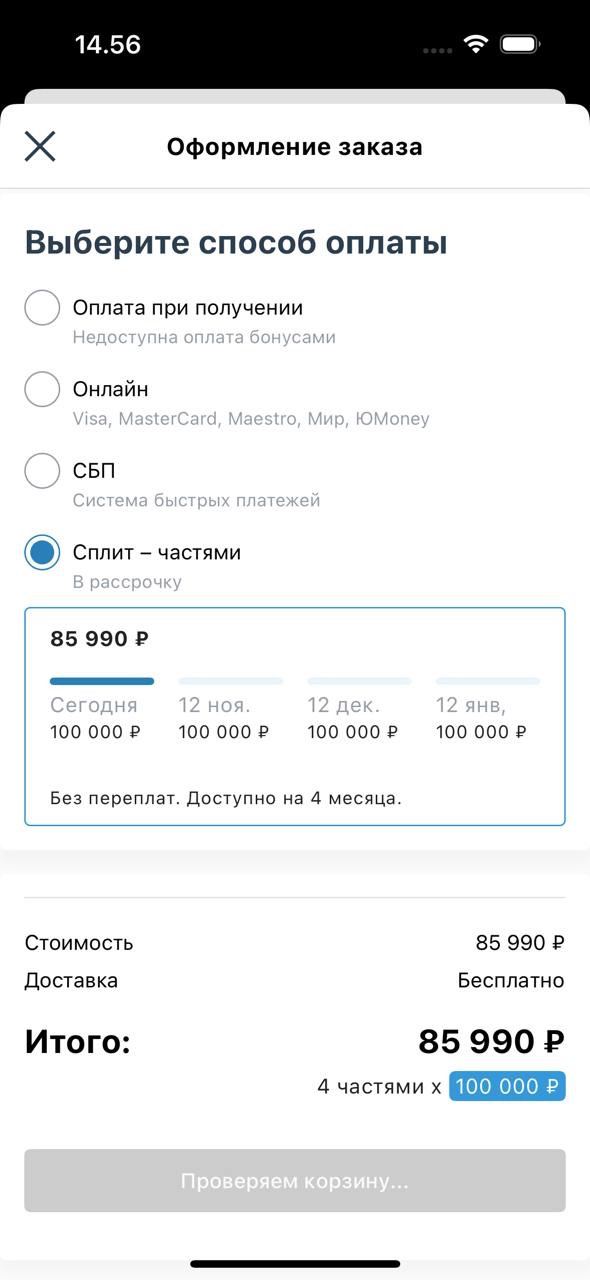 14.56
Оформление заказа
Выберите способ оплаты
Оплата при получении
Недоступна оплата бонусами
Онлайн
Visa, MasterCard, Maestro, Мир, ЮMoney
СБП
Система быстрых платежей
Сплит – частями
В рассрочку
85 990 ₽
Сегодня 12 ноя. 12 дек. 12 янв,
100 000 ₽ 100 000 ₽ 100 000 ₽ 100 000 ₽
Без переплат. Доступно на 4 месяца.
Стоимость 85 990 ₽
Доставка Бесплатно
Итого: 85 990 ₽
4 частями x 100 000 ₽
Проверяем корзину...